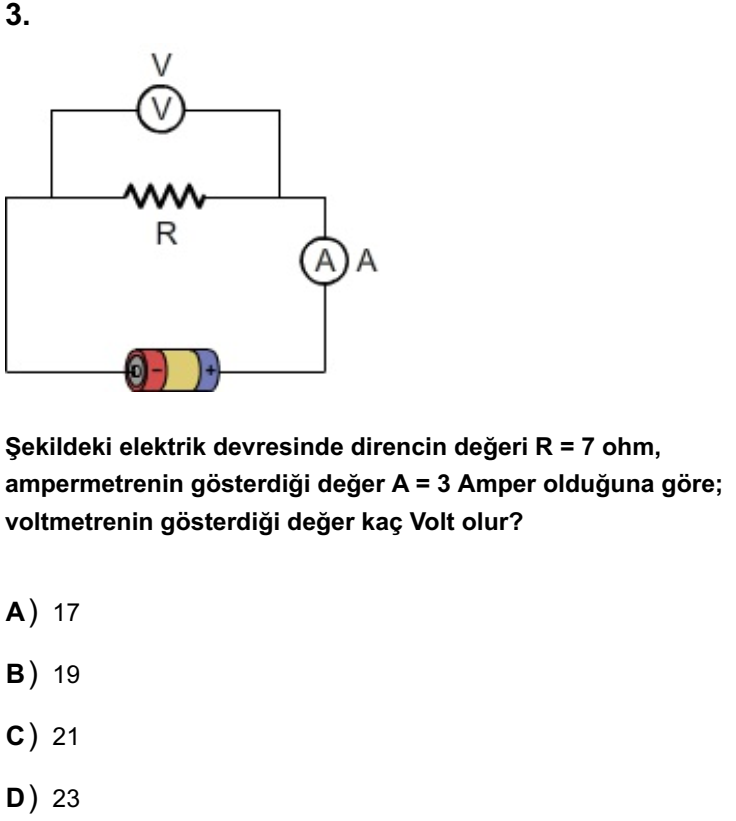 3.
V
V
R
A A
- +
Şekildeki elektrik devresinde direncin değeri R = 7 ohm,
ampermetrenin gösterdiği değer A = 3 Amper olduğuna göre;
voltmetrenin gösterdiği değer kaç Volt olur?
A) 17
B) 19
C) 21
D) 23